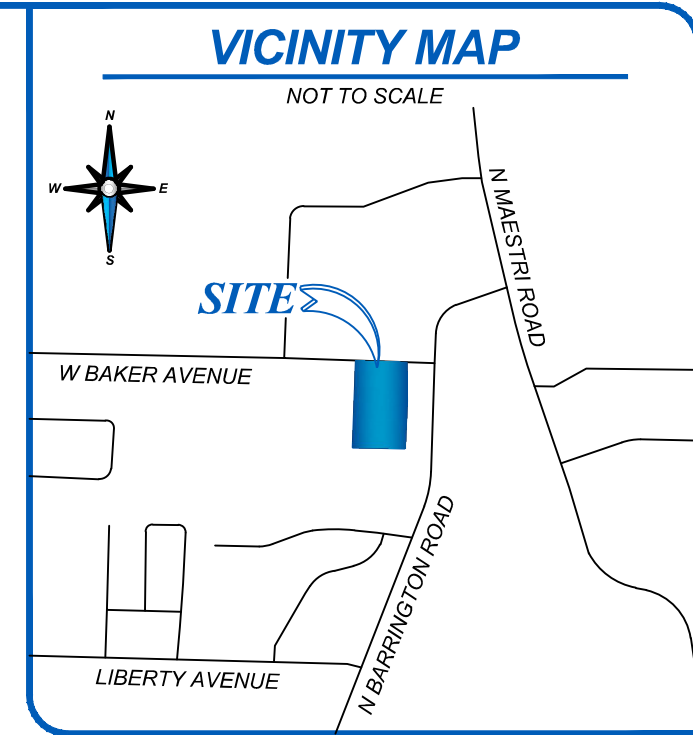 VICINITY MAP
NOT TO SCALE
N
W
E
S
N MAESTRI ROAD
SITE
W BAKER AVENUE
N BARRINGTON ROAD
LIBERTY AVENUE